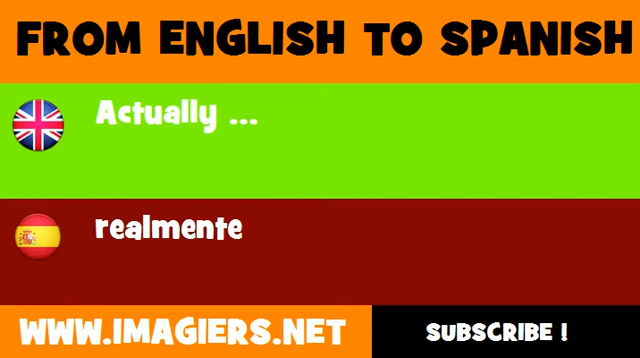 FROM ENGLISH TO SPANISH
Actually ...
realmente
WWW.IMAGIERS.NET
SUBSCRIBE !